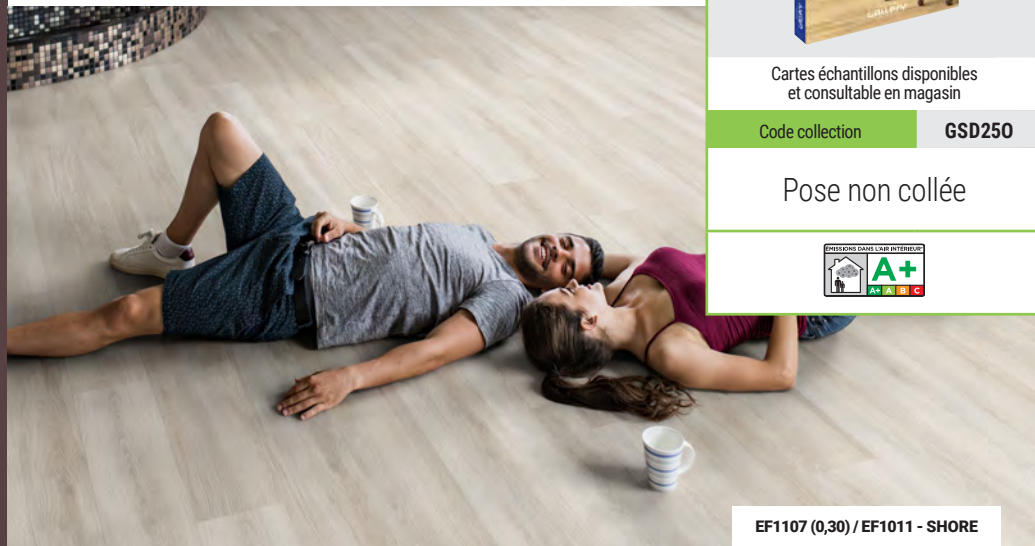 Cartes échantillons disponibles
et consultable en magasin
Code collection GSD250
Pose non collée
ÉMISSIONS DANS L'AIR INTÉRIEUR*
A+
A+ A B C
EF1107 (0,30) / EF1011 - SHORE